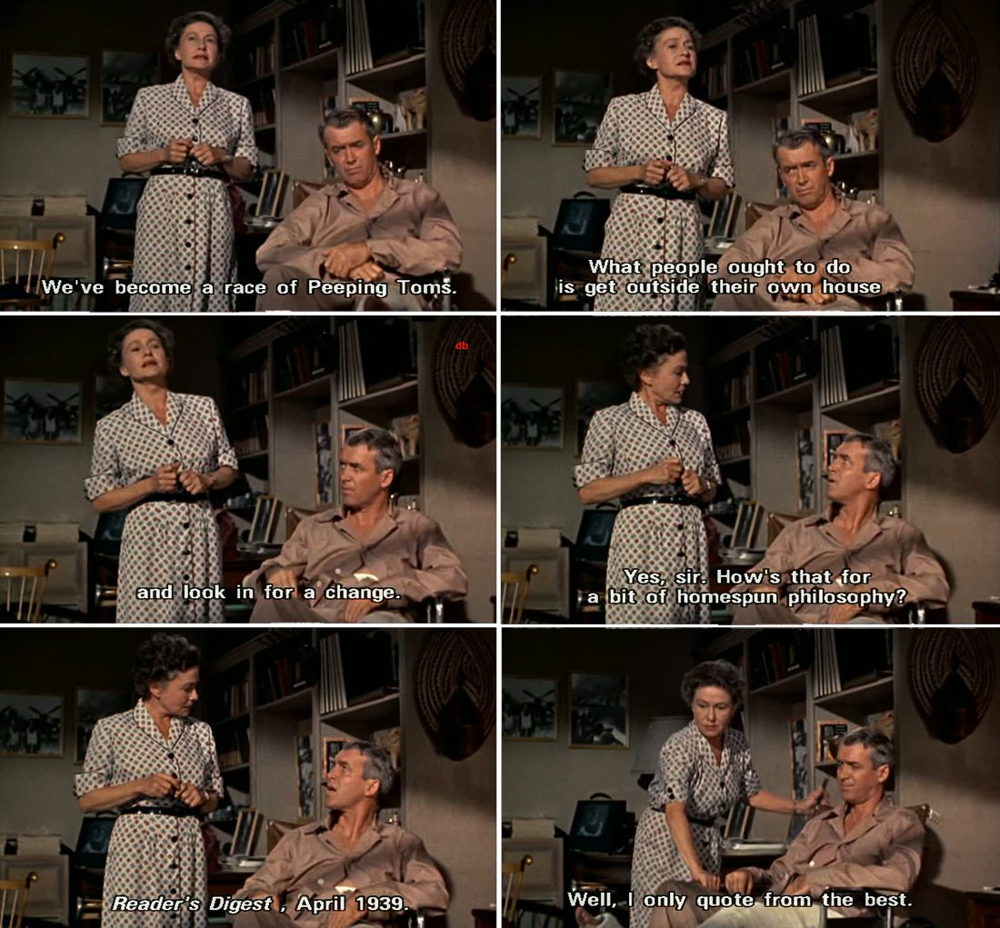 We've become a race of Peeping Toms.
What people ought to do
is get outside their own house
db
and look in for a change.
Yes, sir. How's that for
a bit of homespun philosophy?
Reader's Digest , April 1939.
Well, I only quote from the best.